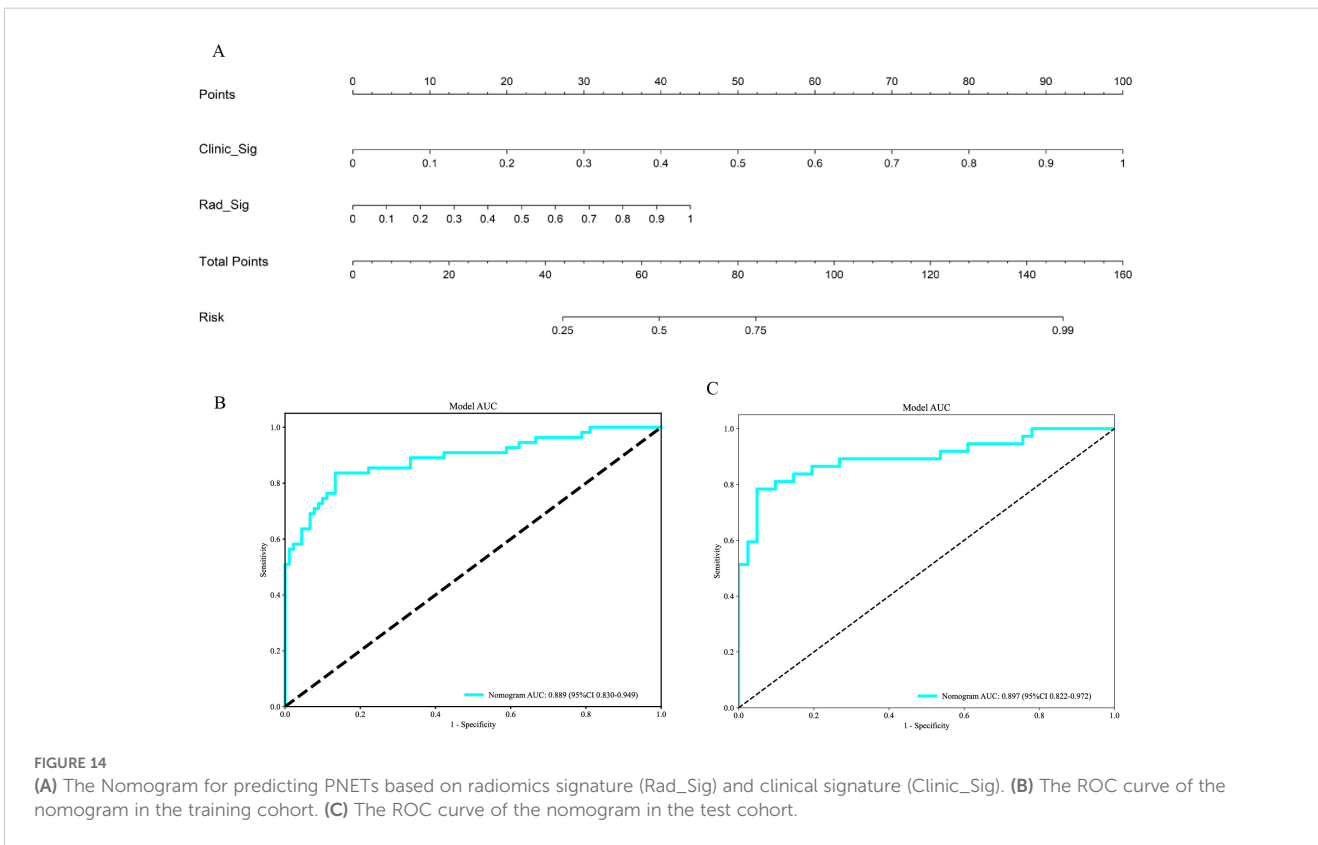 A
0 10 20 30 40 50 60 70 80 90 100
Points
Clinic_Sig
0 0.1 0.2 0.3 0.4 0.5 0.6 0.7 0.8 0.9 1
Rad_Sig
0 0.1 0.2 0.3 0.4 0.5 0.6 0.7 0.8 0.9 1
Total Points
0 20 40 60 80 100 120 140 160
Risk
0.25 0.5 0.75 0.99
B
Model AUC
1.0
0.8
0.6
0.4
0.2
0.0
Sensitivity
Nomogram AUC: 0.889 (95%CI 0.830-0.949)
0.0 0.2 0.4 0.6 0.8 1.0
1 - Specificity
C
Model AUC
1.0
0.8
0.6
0.4
0.2
0.0
Sensitivity
Nomogram AUC: 0.897 (95%CI 0.822-0.972)
0.0 0.2 0.4 0.6 0.8 1.0
1 - Specificity
FIGURE 14
(A) The Nomogram for predicting PNETs based on radiomics signature (Rad_Sig) and clinical signature (Clinic_Sig). (B) The ROC curve of the
nomogram in the training cohort. (C) The ROC curve of the nomogram in the test cohort.